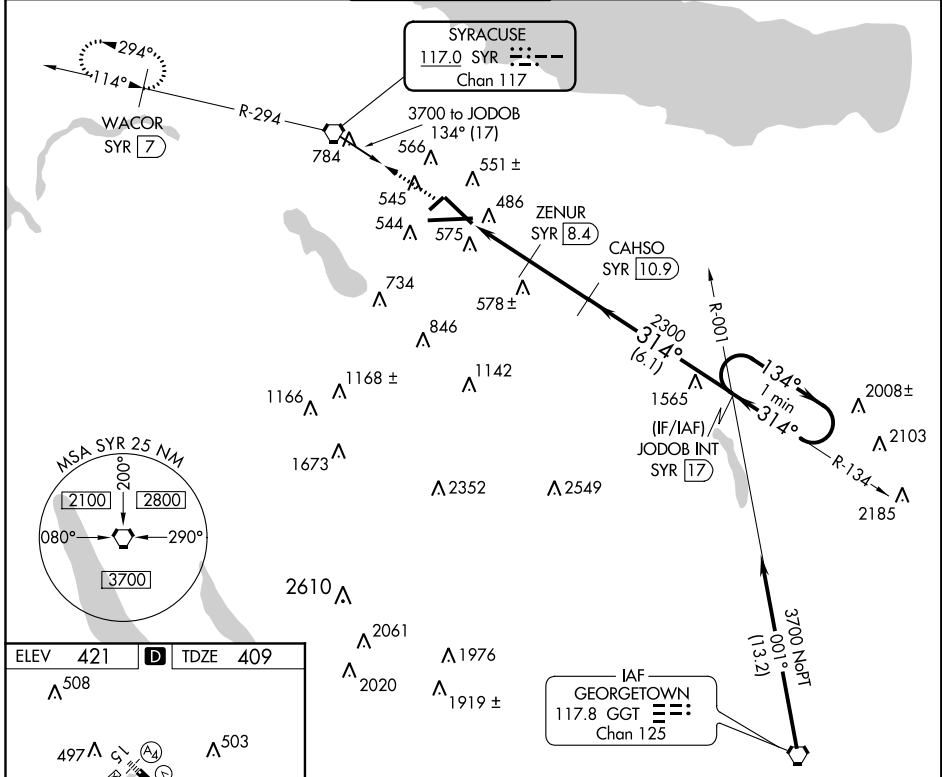 SYRACUSE
117.0 SYR
Chan 117
294°
114°
R-294
WACOR
SYR 7
3700 to JODOB
134° (17)
784
566
551 ±
545
544
486
575
ZENUR
SYR 8.4
CAHSO
SYR 10.9
734
578 ±
846
2300
314°
(6.1)
R-001
1142
1168 ±
1166
1565
134°
1 min
314°
2008±
2103
(IF/IAF)
JODOB INT
SYR 17
R-134
2185
1673
2352
2549
MSA SYR 25 NM
200°
2100
2800
080°
290°
3700
2610
2061
2020
1976
1919 ±
3700 NoPT
001°
(13.2)
IAF
GEORGETOWN
117.8 GGT
Chan 125
ELEV 421 D TDZE 409
508
497
503
15
A4